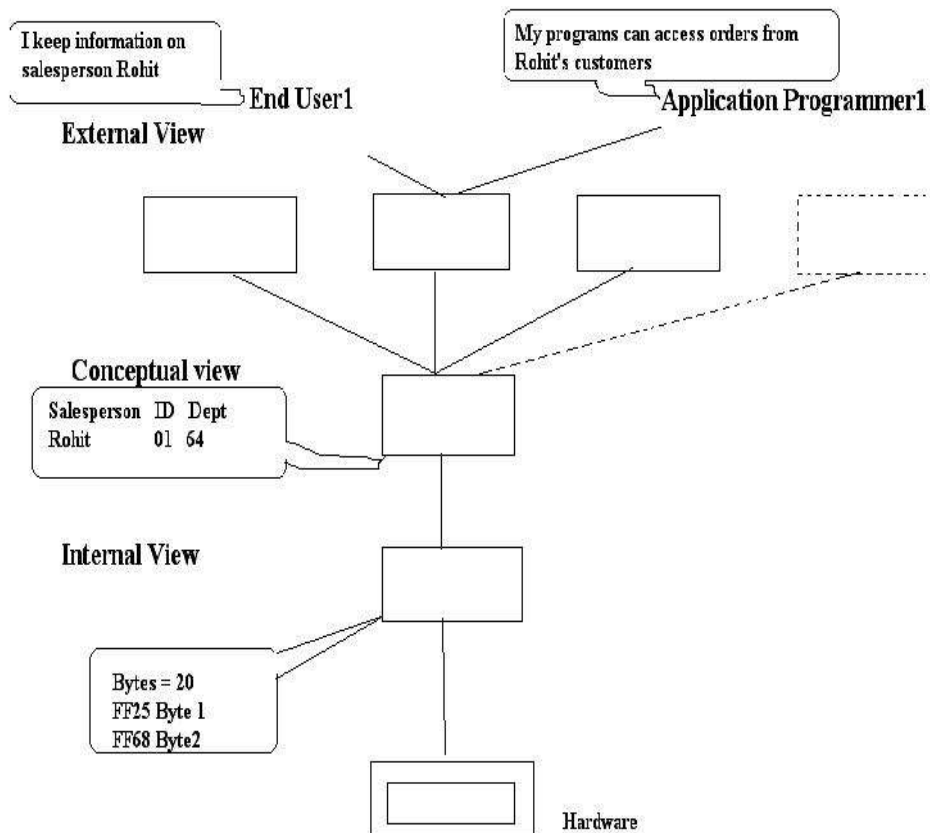 I keep information on
salesperson Rohit
My programs can access orders from
Rohit's customers
End User1
Application Programmer1
External View
Conceptual view
Salesperson ID Dept
Rohit 01 64
Internal View
Bytes = 20
FF25 Byte 1
FF68 Byte2
Hardware